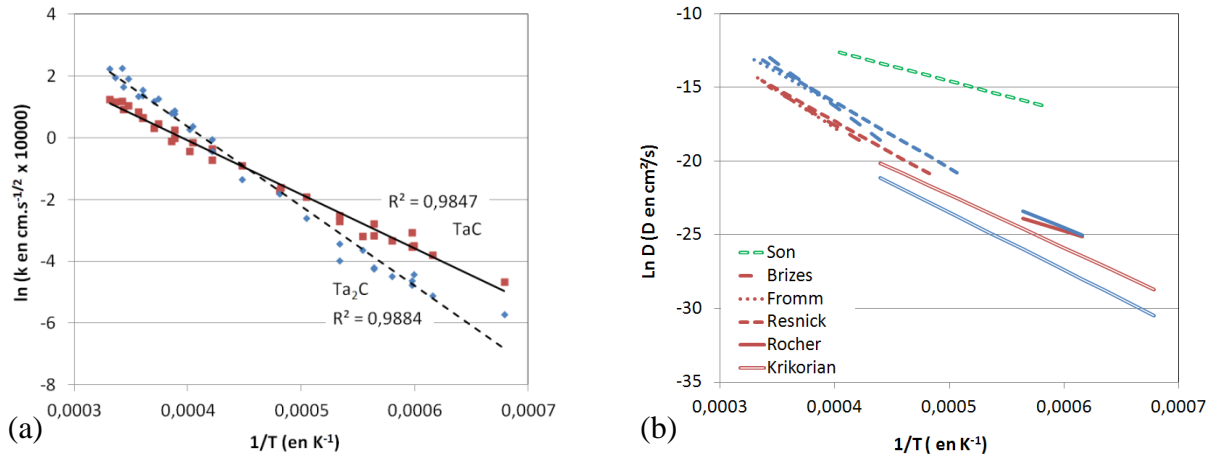 4
2
0
-2
-4
-6
-8
ln (k en cm.s-1/2 x 10000)
R² = 0,9847
TaC
Ta2C
R² = 0,9884
0,0003
0,0004
0,0005
0,0006
0,0007
1/T (en K-1)
(a)
-10
-15
-20
-25
-30
-35
Ln D (D en cm²/s)
Son
Brizes
Fromm
Resnick
Rocher
Krikorian
0,0003
0,0004
0,0005
0,0006
0,0007
1/T ( en K-1)
(b)